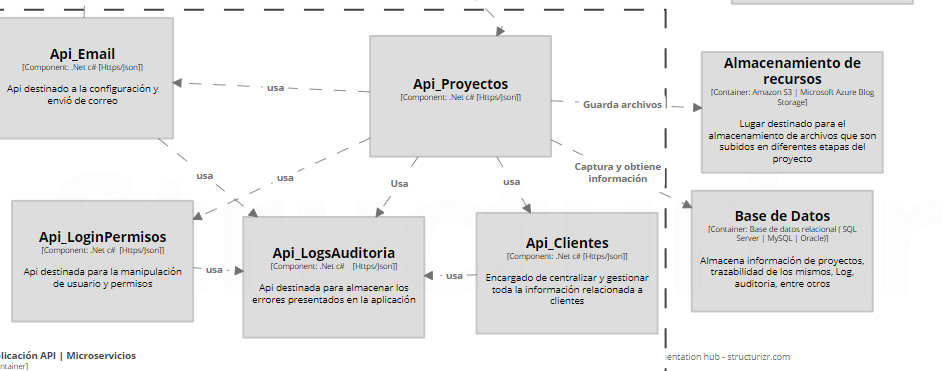 Api_Email
[Component: .Net c# [Https/Json]]
Api destinado a la configuración y
envió de correo
usa
Api_Proyectos
[Component: .Net c# [Https/Json]]
Guarda archivos
Almacenamiento de
recursos
[Container: Amazon S3 | Microsoft Azure Blog
Storage]
Lugar destinado para el
almacenamiento de archivos que son
subidos en diferentes etapas del
proyecto
usa
usa
Usa
usa
Captura y obtiene
información
Api_LoginPermisos
[Component: .Net c# [Https/Json]]
Api destinada para la manipulación
de usuario y permisos
usa
Api_LogsAuditoria
[Component: .Net c# [Https/Json]]
Api destinada para almacenar los
errores presentados en la aplicación
usa
Api_Clientes
[Component: .Net c# [Https/Json]]
Encargado de centralizar y gestionar
toda la información relacionada a
clientes
Base de Datos
[Container: Base de datos relacional ( SQL
Server | MySQL | Oracle)]
Almacena información de proyectos,
trazabilidad de los mismos, Log,
auditoria, entre otros
plicación API | Microservicios
ntainer]
entation hub - structurizr.com